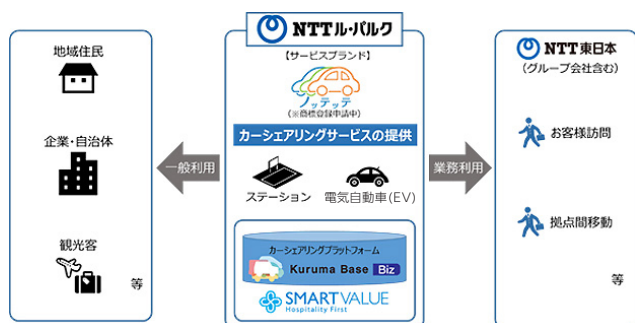 地域住民
企業・自治体
観光客
等
一般利用
NTTル・パルク
【サービスブランド】
ノッテッテ
(※商標登録申請中)
カーシェアリングサービスの提供
ステーション
電気自動車(EV)
カーシェアリングプラットフォーム
Kuruma Base Biz
SMARTVALUE
Hospitality First
業務利用
NTT東日本
(グループ会社含む)
お客様訪問
拠点間移動
等